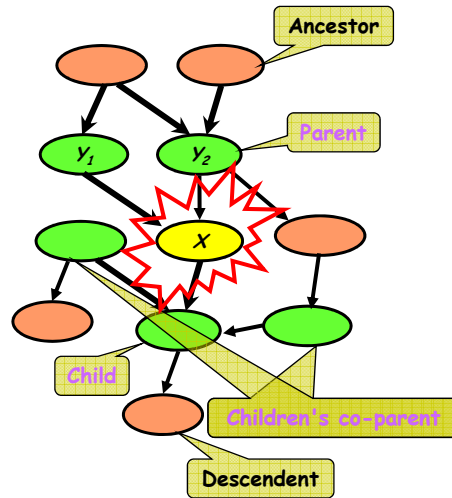 Ancestor
Parent
Y1
Y2
X
Child
Children's co-parent
Descendent